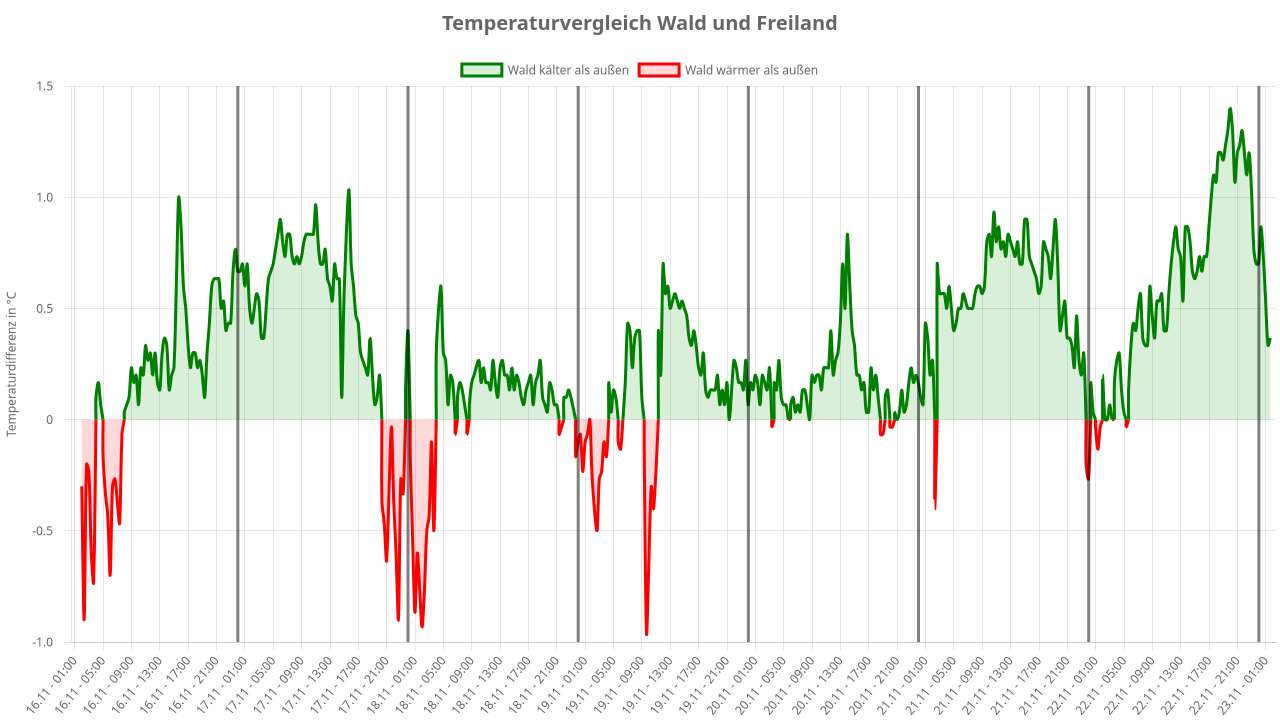 Temperaturvergleich Wald und Freiland
Wald kälter als außen
Wald wärmer als außen
Temperaturdifferenz in °C
1.5
1.0
0.5
0
-0.5
-1.0
16.11 - 01:00
16.11 - 05:00
16.11 - 09:00
16.11 - 13:00
16.11 - 17:00
16.11 - 21:00
17.11 - 01:00
17.11 - 05:00
17.11 - 09:00
17.11 - 13:00
17.11 - 17:00
17.11 - 21:00
18.11 - 01:00
18.11 - 05:00
18.11 - 09:00
18.11 - 13:00
18.11 - 17:00
18.11 - 21:00
19.11 - 01:00
19.11 - 05:00
19.11 - 09:00
19.11 - 13:00
19.11 - 17:00
19.11 - 21:00
20.11 - 01:00
20.11 - 05:00
20.11 - 09:00
20.11 - 13:00
20.11 - 17:00
20.11 - 21:00
21.11 - 01:00
21.11 - 05:00
21.11 - 09:00
21.11 - 13:00
21.11 - 17:00
21.11 - 21:00
22.11 - 01:00
22.11 - 05:00
22.11 - 09:00
22.11 - 13:00
22.11 - 17:00
22.11 - 21:00
23.11 - 01:00